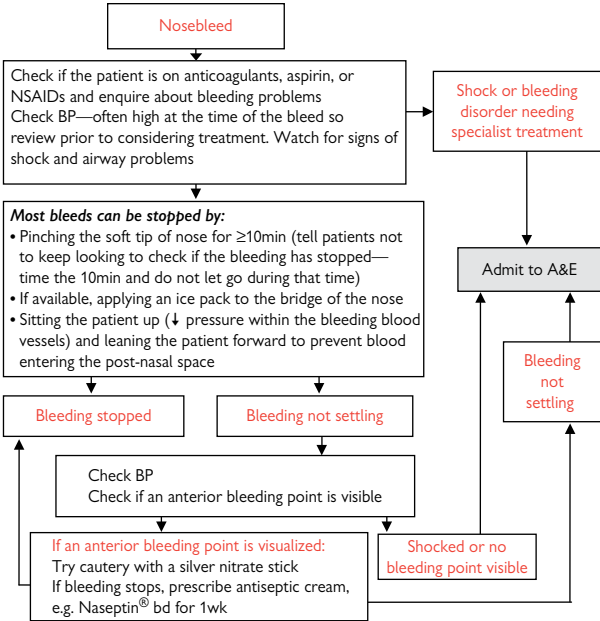 Nosebleed
Check if the patient is on anticoagulants, aspirin, or
NSAIDs and enquire about bleeding problems
Check BP—often high at the time of the bleed so
review prior to considering treatment. Watch for signs of
shock and airway problems
Shock or bleeding
disorder needing
specialist treatment
Most bleeds can be stopped by:
• Pinching the soft tip of nose for ≥10min (tell patients not
to keep looking to check if the bleeding has stopped—
time the 10min and do not let go during that time)
• If available, applying an ice pack to the bridge of the nose
• Sitting the patient up (↓ pressure within the bleeding blood
vessels) and leaning the patient forward to prevent blood
entering the post-nasal space
Admit to A&E
Bleeding
not
settling
Bleeding stopped
Bleeding not settling
Check BP
Check if an anterior bleeding point is visible
If an anterior bleeding point is visualized:
Try cautery with a silver nitrate stick
If bleeding stops, prescribe antiseptic cream,
e.g. Naseptin® bd for 1wk
Shocked or no
bleeding point visible